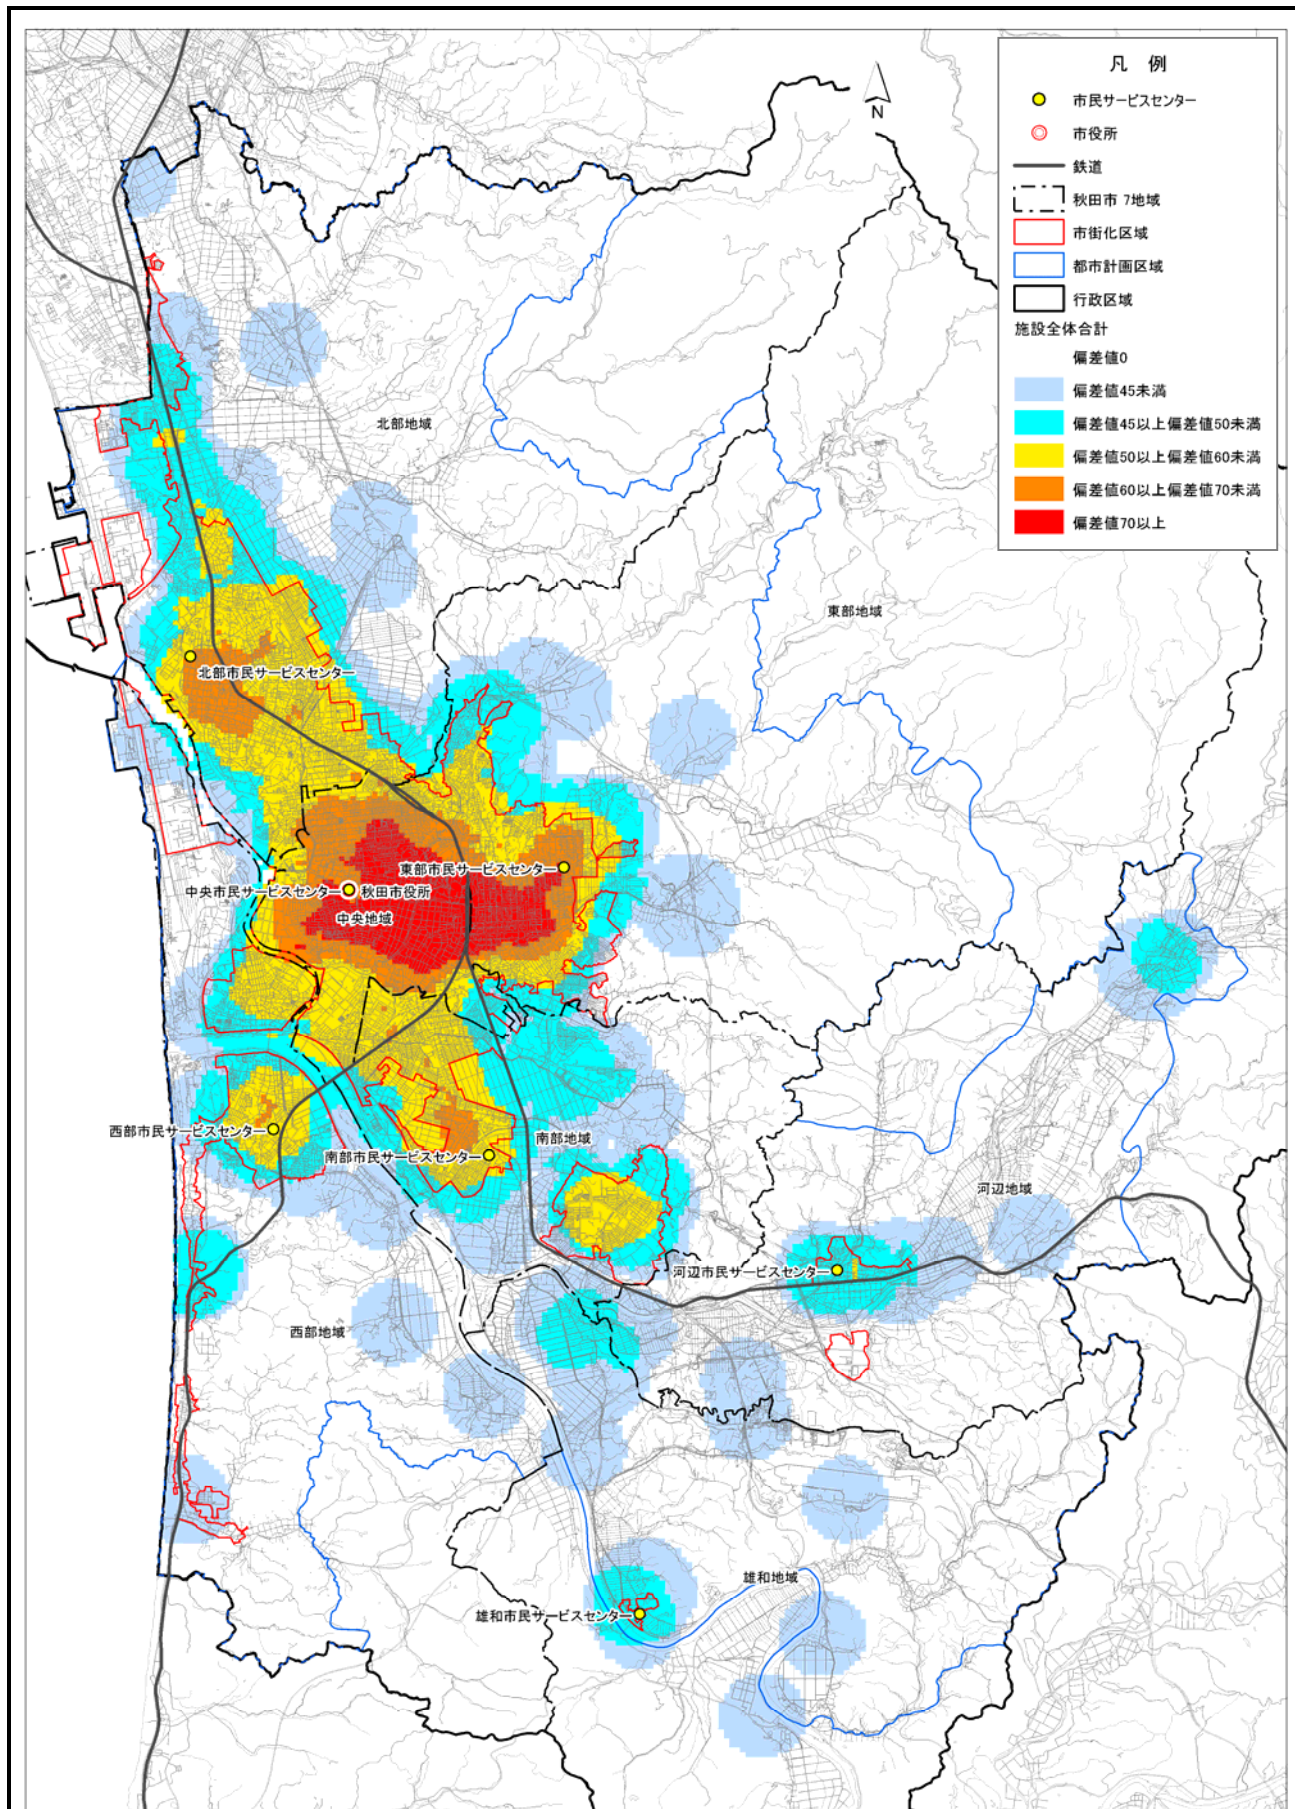 凡 例
市民サービスセンター
市役所
鉄道
秋田市 7地域
市街化区域
都市計画区域
行政区域
施設全体合計
偏差値0
偏差値45未満
偏差値45以上偏差値50未満
偏差値50以上偏差値60未満
偏差値60以上偏差値70未満
偏差値70以上
N
北部地域
東部地域
北部市民サービスセンター
東部市民サービスセンター
中央市民サービスセンター
秋田市役所
中央地域
西部市民サービスセンター
南部地域
南部市民サービスセンター
河辺地域
河辺市民サービスセンター
西部地域
雄和地域
雄和市民サービスセンター